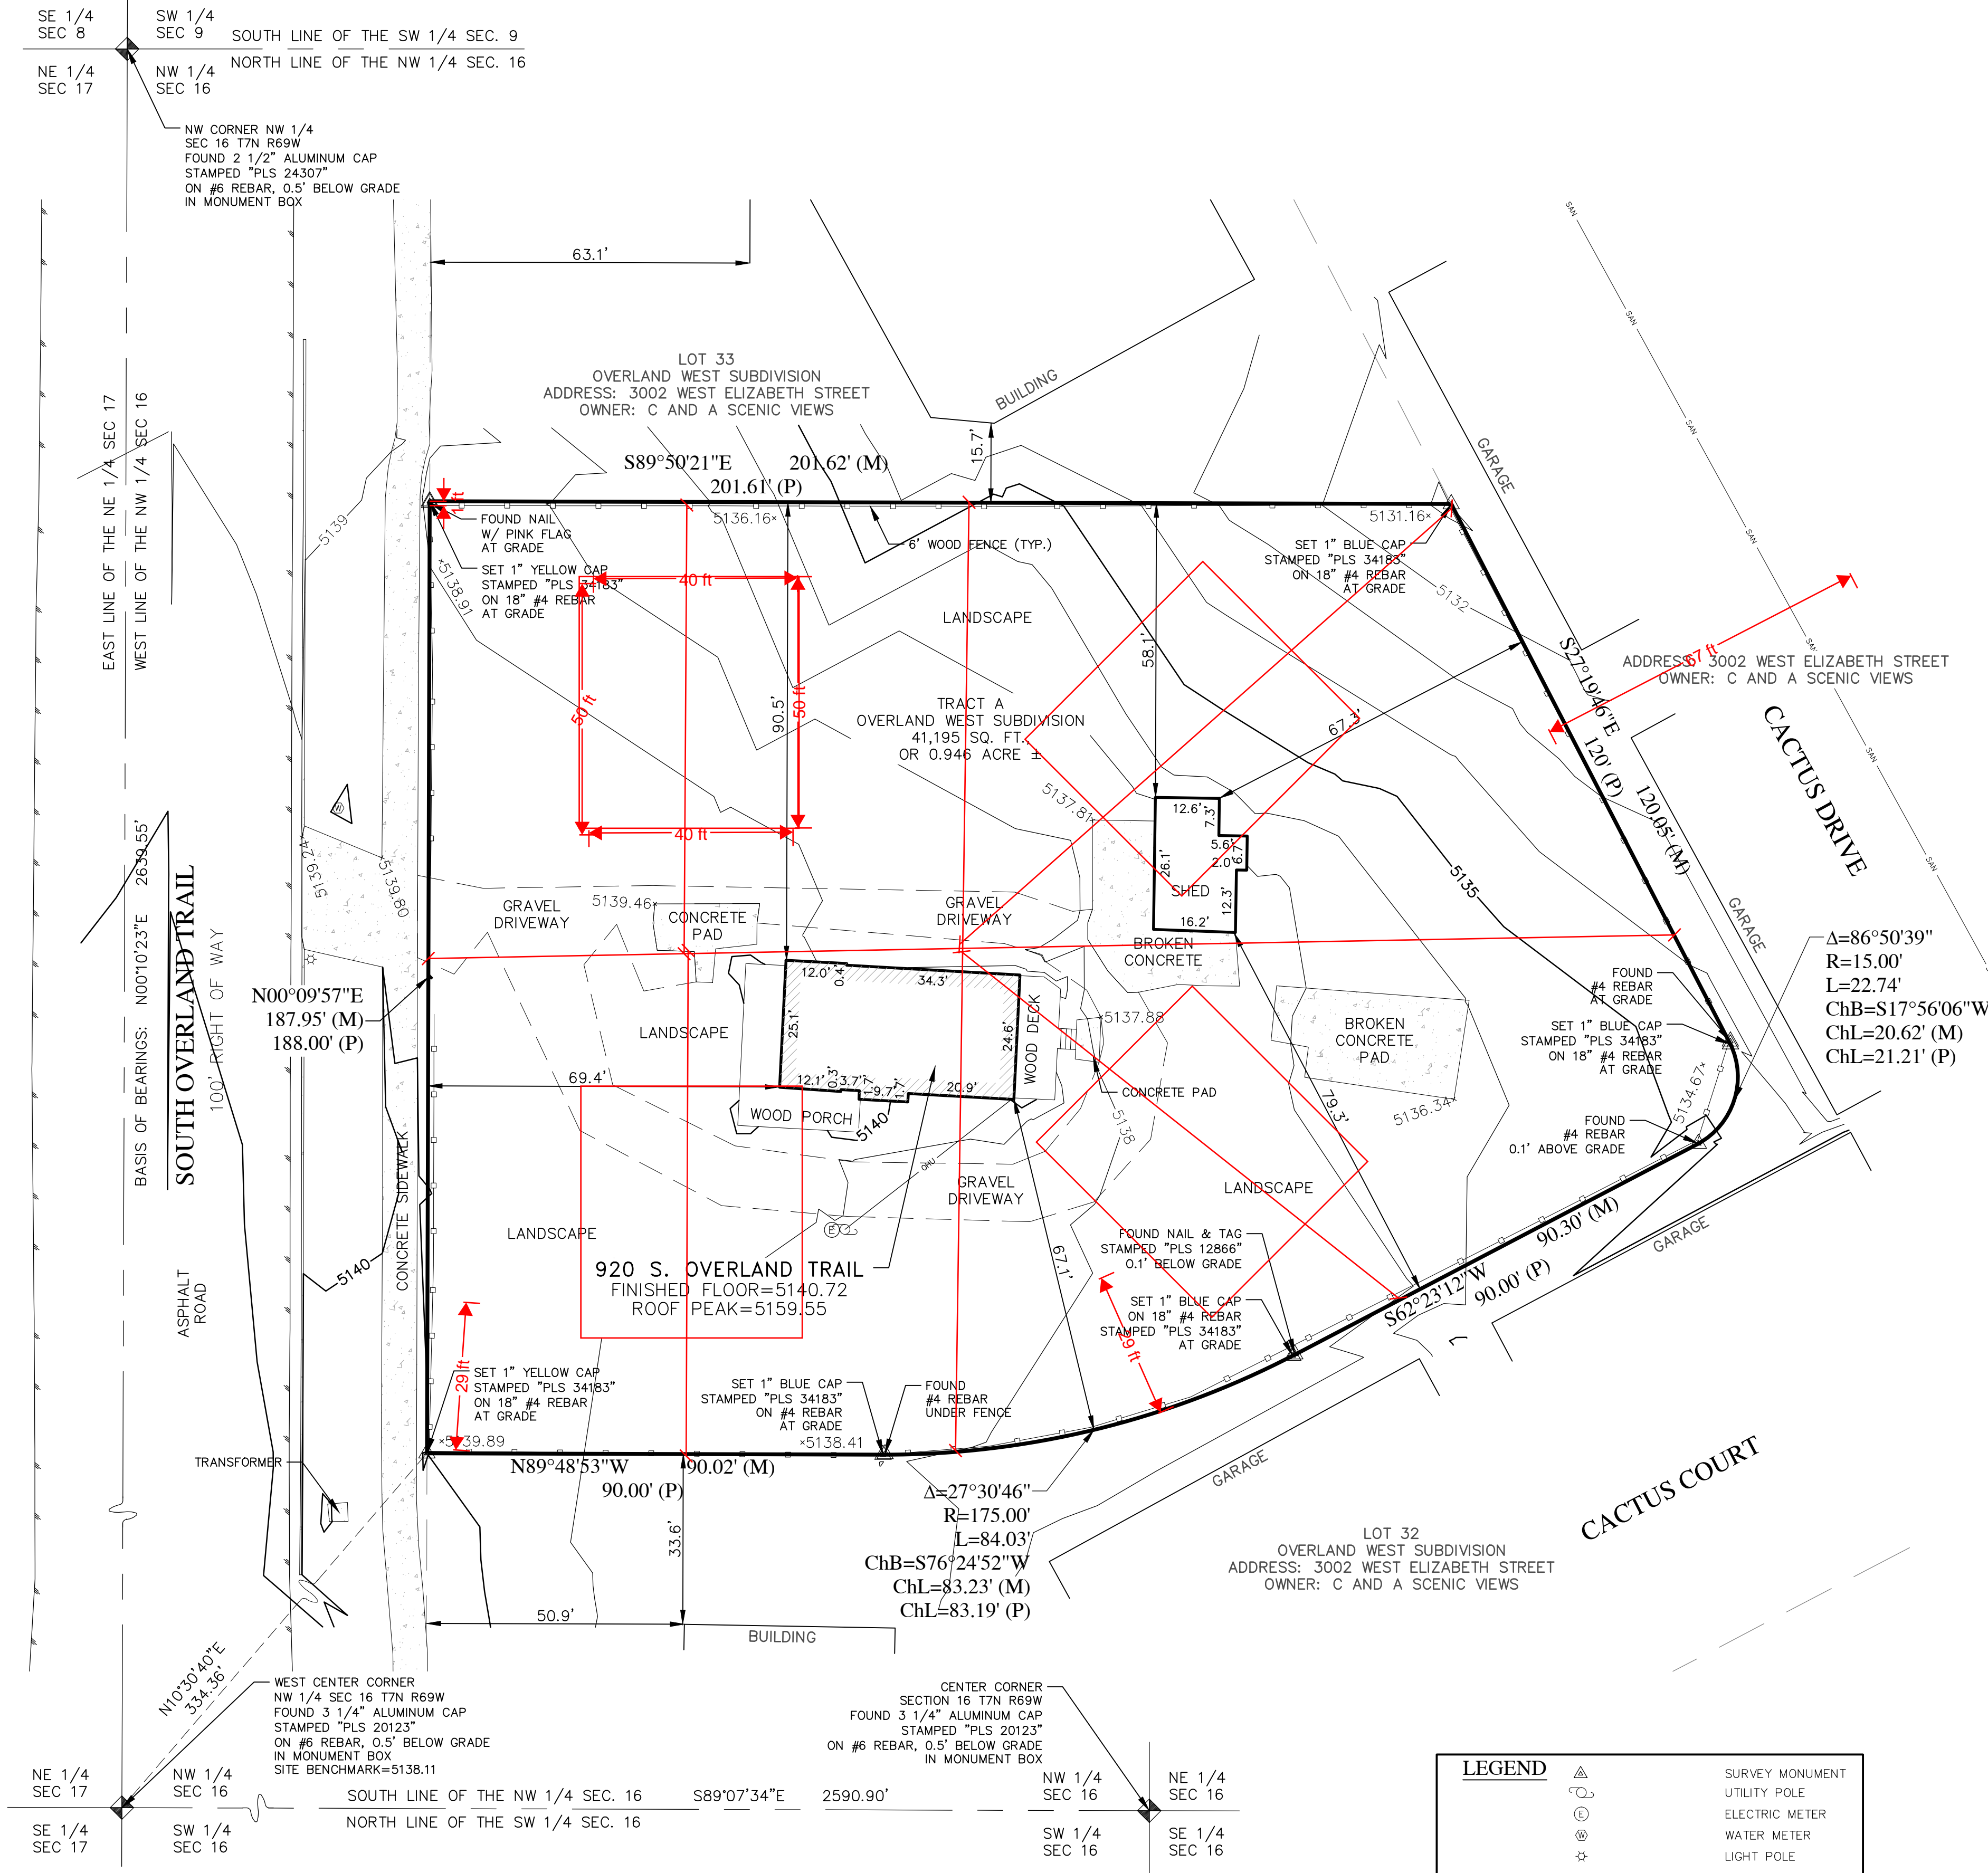 SE 1/4
SEC 8
SW 1/4
SEC 9
SOUTH LINE OF THE SW 1/4 SEC. 9
NORTH LINE OF THE NW 1/4 SEC. 16
NE 1/4
SEC 17
NW 1/4
SEC 16
NW CORNER NW 1/4
SEC 16 T7N R69W
FOUND 2 1/2" ALUMINUM CAP
STAMPED "PLS 24307"
ON #6 REBAR, 0.5' BELOW GRADE
IN MONUMENT BOX
63.1'
SAN
SAN
SAN
SAN
SAN
SAN
LOT 33
OVERLAND WEST SUBDIVISION
ADDRESS: 3002 WEST ELIZABETH STREET
OWNER: C AND A SCENIC VIEWS
BUILDING
15.7'
GARAGE
S89°50'21"E
201.62' (M)
201.61' (P)
1 ft
FOUND NAIL
W/ PINK FLAG
AT GRADE
5136.16×
6' WOOD FENCE (TYP.)
5131.16×
SET 1" BLUE CAP
STAMPED "PLS 34183"
ON 18" #4 REBAR
AT GRADE
SET 1" YELLOW CAP
STAMPED "PLS 34183"
ON 18" #4 REBAR
AT GRADE
×5138.91
5139
40 ft
50 ft
50 ft
40 ft
90.5'
LANDSCAPE
58.1'
5132
EAST LINE OF THE NE 1/4 SEC 17
WEST LINE OF THE NW 1/4 SEC 16
TRACT A
OVERLAND WEST SUBDIVISION
41,195 SQ. FT.
OR 0.946 ACRE ±
67.3'
S27°19'46"E
120' (P)
120.05' (M)
67 ft
ADDRESS: 3002 WEST ELIZABETH STREET
OWNER: C AND A SCENIC VIEWS
CACTUS DRIVE
GARAGE
5137.81×
12.6'
7.3'
5.6'
6.7'
2.0'
26.1'
SHED
12.3'
16.2'
5135
BASIS OF BEARINGS: N00°10'23"E 2639.55'
SOUTH OVERLAND TRAIL
100' RIGHT OF WAY
W
5139.24×
×5139.80
GRAVEL
DRIVEWAY
5139.46×
CONCRETE
PAD
GRAVEL
DRIVEWAY
BROKEN
CONCRETE
Δ=86°50'39"
R=15.00'
L=22.74'
ChB=S17°56'06"W
ChL=20.62' (M)
ChL=21.21' (P)
FOUND
#4 REBAR
AT GRADE
SET 1" BLUE CAP
STAMPED "PLS 34183"
ON 18" #4 REBAR
AT GRADE
N00°09'57"E
187.95' (M)
188.00' (P)
12.0'
0.4'
34.3'
25.1'
24.6'
LANDSCAPE
WOOD DECK
×5137.88
BROKEN
CONCRETE
PAD
69.4'
12.1'
0.3'
3.7'
1.7'
9.7'
1.7'
20.9'
WOOD PORCH
5140
CONCRETE PAD
5138
79.3'
5136.34×
5134.67×
FOUND
#4 REBAR
0.1' ABOVE GRADE
OHU
GRAVEL
DRIVEWAY
LANDSCAPE
CONCRETE SIDEWALK
LANDSCAPE
E
920 S. OVERLAND TRAIL
FINISHED FLOOR=5140.72
ROOF PEAK=5159.55
67.1'
FOUND NAIL & TAG
STAMPED "PLS 12866"
0.1' BELOW GRADE
SET 1" BLUE CAP
ON 18" #4 REBAR
STAMPED "PLS 34183"
AT GRADE
29 ft
90.30' (M)
S62°23'12"W
90.00' (P)
GARAGE
5140
ASPHALT
ROAD
29 ft
SET 1" YELLOW CAP
STAMPED "PLS 34183"
ON 18" #4 REBAR
AT GRADE
×5139.89
SET 1" BLUE CAP
STAMPED "PLS 34183"
ON #4 REBAR
AT GRADE
×5138.41
FOUND
#4 REBAR
UNDER FENCE
TRANSFORMER
N89°48'53"W
90.02' (M)
90.00' (P)
33.6'
Δ=27°30'46"
R=175.00'
L=84.03'
ChB=S76°24'52"W
ChL=83.23' (M)
ChL=83.19' (P)
GARAGE
CACTUS COURT
LOT 32
OVERLAND WEST SUBDIVISION
ADDRESS: 3002 WEST ELIZABETH STREET
OWNER: C AND A SCENIC VIEWS
50.9'
BUILDING
N10°30'40"E
334.36'
WEST CENTER CORNER
NW 1/4 SEC 16 T7N R69W
FOUND 3 1/4" ALUMINUM CAP
STAMPED "PLS 20123"
ON #6 REBAR, 0.5' BELOW GRADE
IN MONUMENT BOX
SITE BENCHMARK=5138.11
CENTER CORNER
SECTION 16 T7N R69W
FOUND 3 1/4" ALUMINUM CAP
STAMPED "PLS 20123"
ON #6 REBAR, 0.5' BELOW GRADE
IN MONUMENT BOX
NE 1/4
SEC 17
NW 1/4
SEC 16
SOUTH LINE OF THE NW 1/4 SEC. 16 S89°07'34"E 2590.90'
NORTH LINE OF THE SW 1/4 SEC. 16
SE 1/4
SEC 17
SW 1/4
SEC 16
NW 1/4
SEC 16
NE 1/4
SEC 16
SW 1/4
SEC 16
SE 1/4
SEC 16
LEGEND
SURVEY MONUMENT
UTILITY POLE
E ELECTRIC METER
W WATER METER
LIGHT POLE